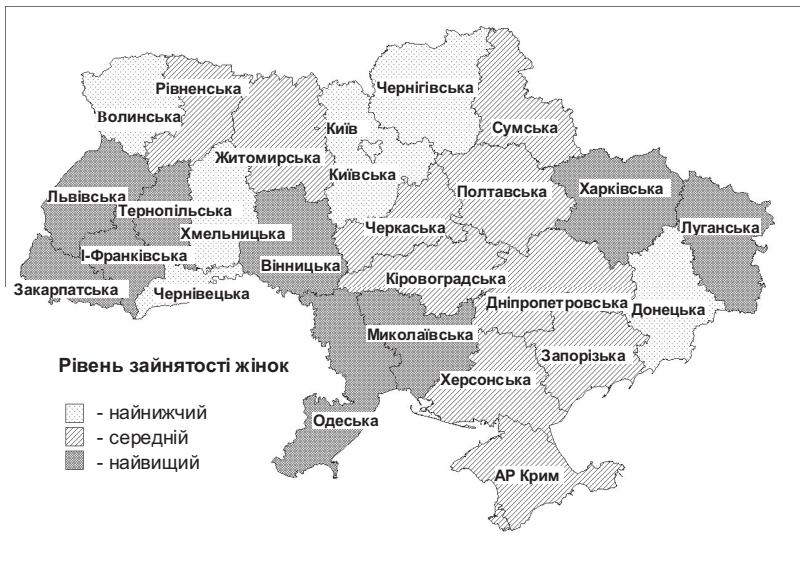 Чернігівська
Рівненська
Волинська
Київ
Сумська
Житомирська
Київська
Полтавська
Харківська
Львівська
Тернопільська
Черкаська
Луганська
Хмельницька
І-Франківська
Вінницька
Кіровоградська
Закарпатська
Чернівецька
Дніпропетровська
Донецька
Миколаївська
Запорізька
Херсонська
Одеська
АР Крим
Рівень зайнятості жінок
- найнижчий
- середній
- найвищий